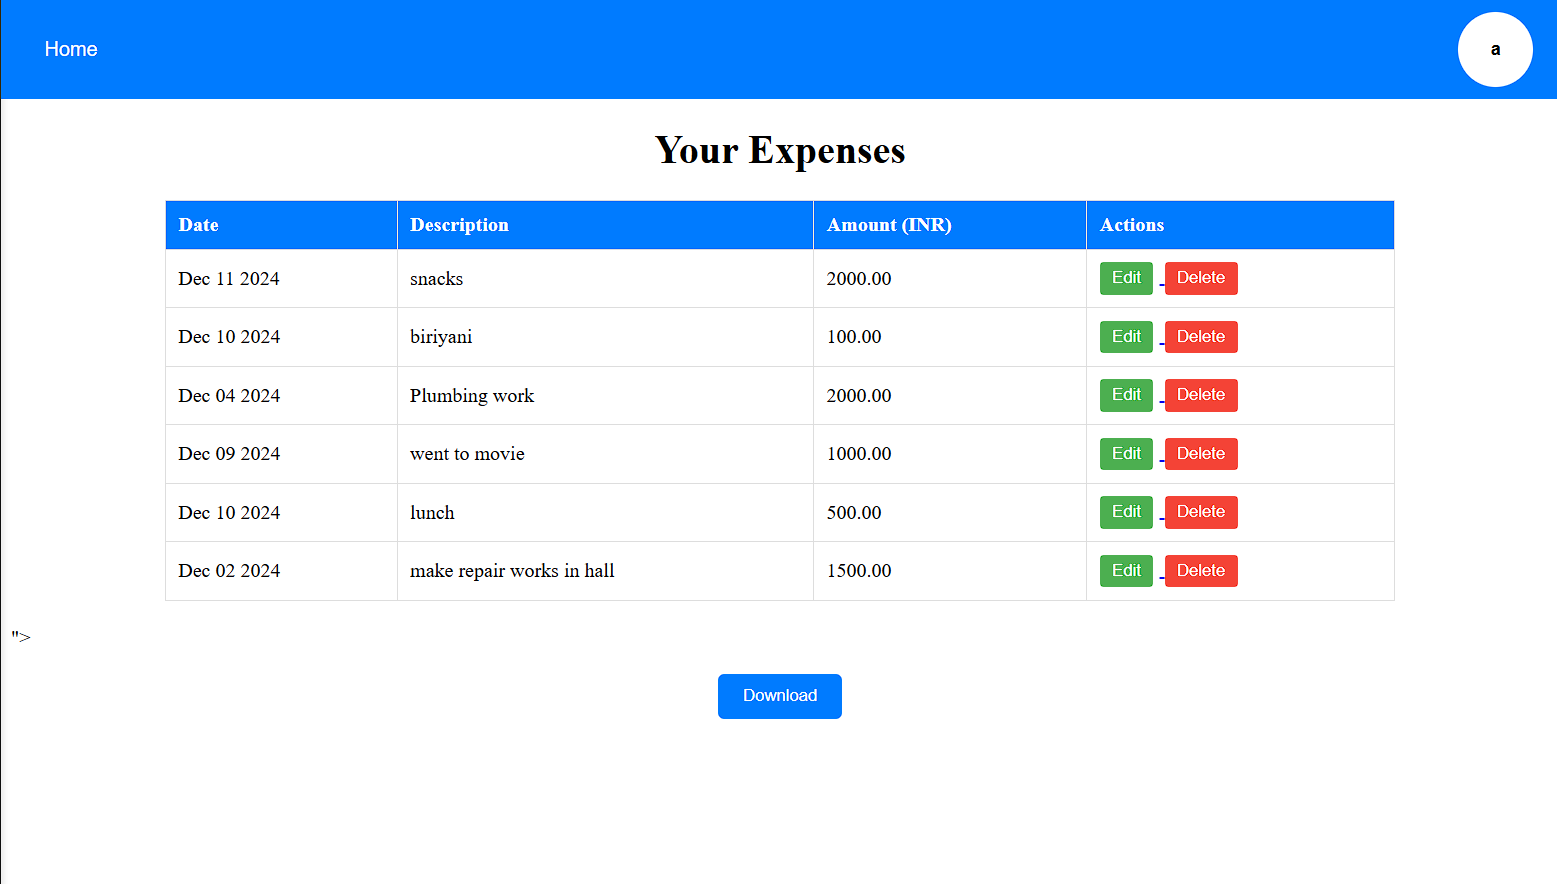 Home
a
Your Expenses
Date Description Amount (INR) Actions
Dec 11 2024 snacks 2000.00 Edit Delete
Dec 10 2024 biriyani 100.00 Edit Delete
Dec 04 2024 Plumbing work 2000.00 Edit Delete
Dec 09 2024 went to movie 1000.00 Edit Delete
Dec 10 2024 lunch 500.00 Edit Delete
Dec 02 2024 make repair works in hall 1500.00 Edit Delete
">
Download